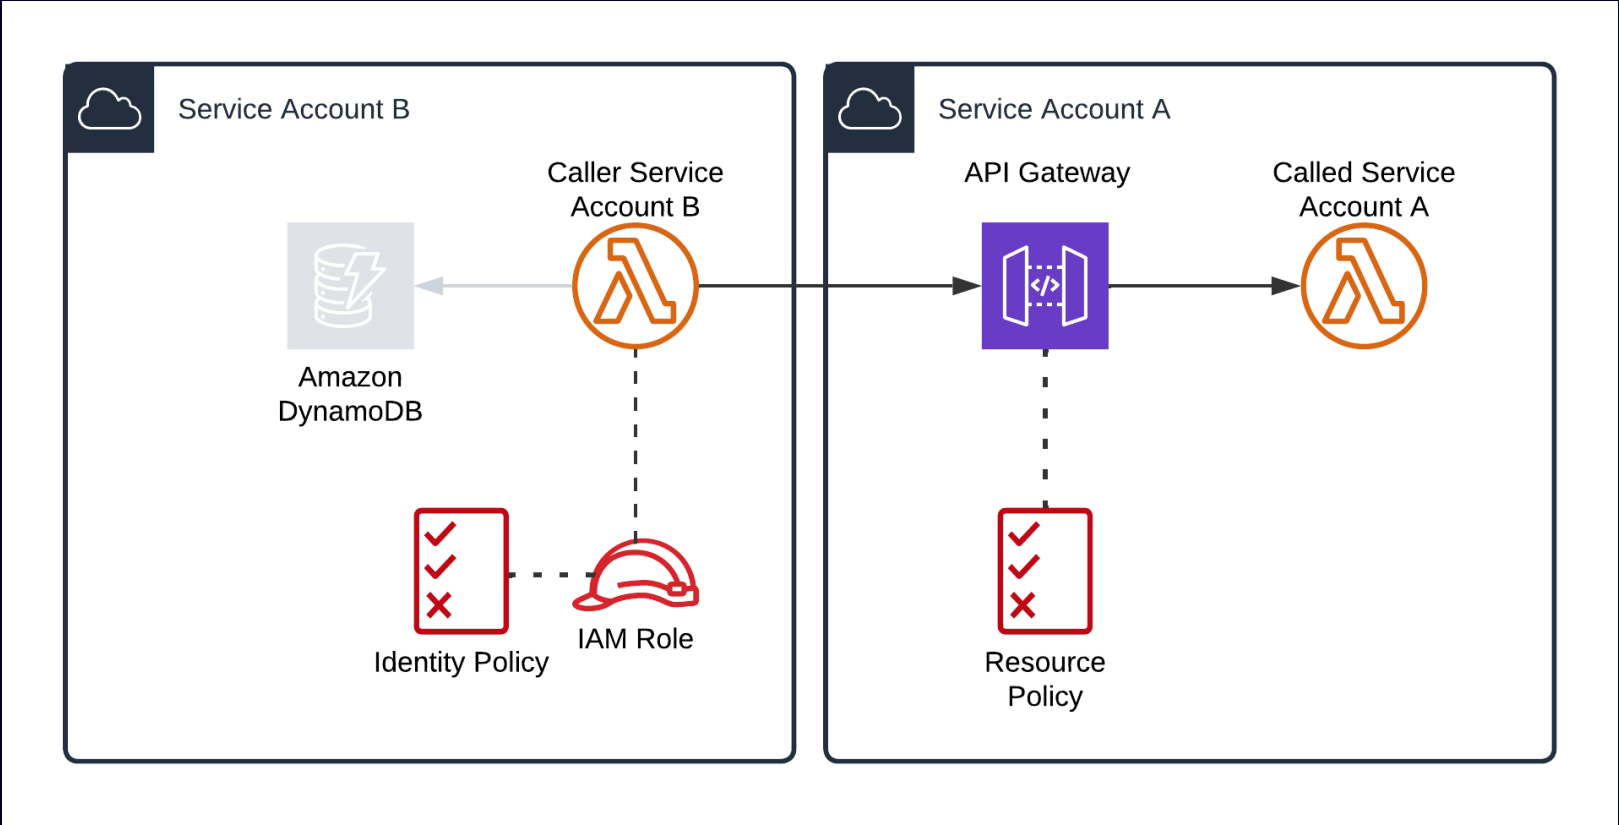 Service Account B
Caller Service
Account B
Amazon
DynamoDB
Identity Policy
IAM Role
Service Account A
API Gateway
</>
Called Service
Account A
Resource
Policy